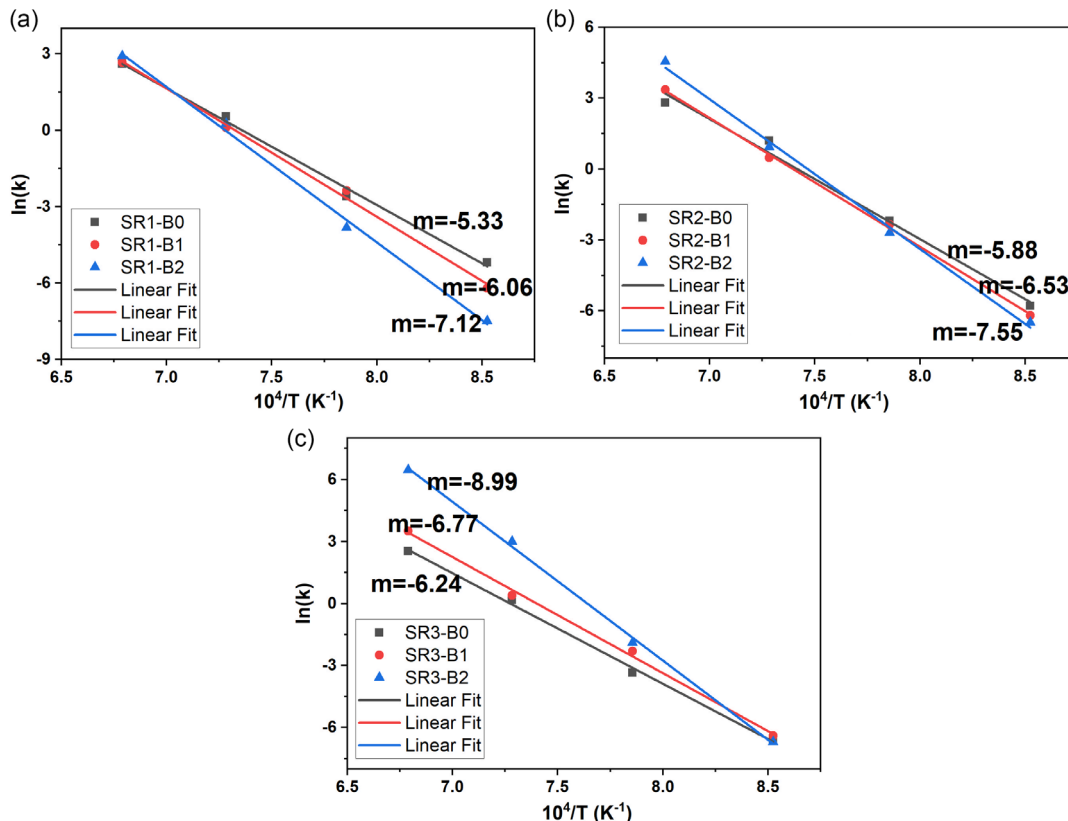 (a)
3
0
-3
-6
-9
ln(k)
m=-5.33
m=-6.06
m=-7.12
SR1-B0
SR1-B1
SR1-B2
Linear Fit
Linear Fit
Linear Fit
6.5 7.0 7.5 8.0 8.5
10⁴/T (K⁻¹)
(b)
6
3
0
-3
-6
ln(k)
SR2-B0
SR2-B1
SR2-B2
Linear Fit
Linear Fit
Linear Fit
m=-5.88
m=-6.53
m=-7.55
6.5 7.0 7.5 8.0 8.5
10⁴/T (K⁻¹)
(c)
6
3
0
-3
-6
ln(k)
m=-8.99
m=-6.77
m=-6.24
SR3-B0
SR3-B1
SR3-B2
Linear Fit
Linear Fit
Linear Fit
6.5 7.0 7.5 8.0 8.5
10⁴/T (K⁻¹)